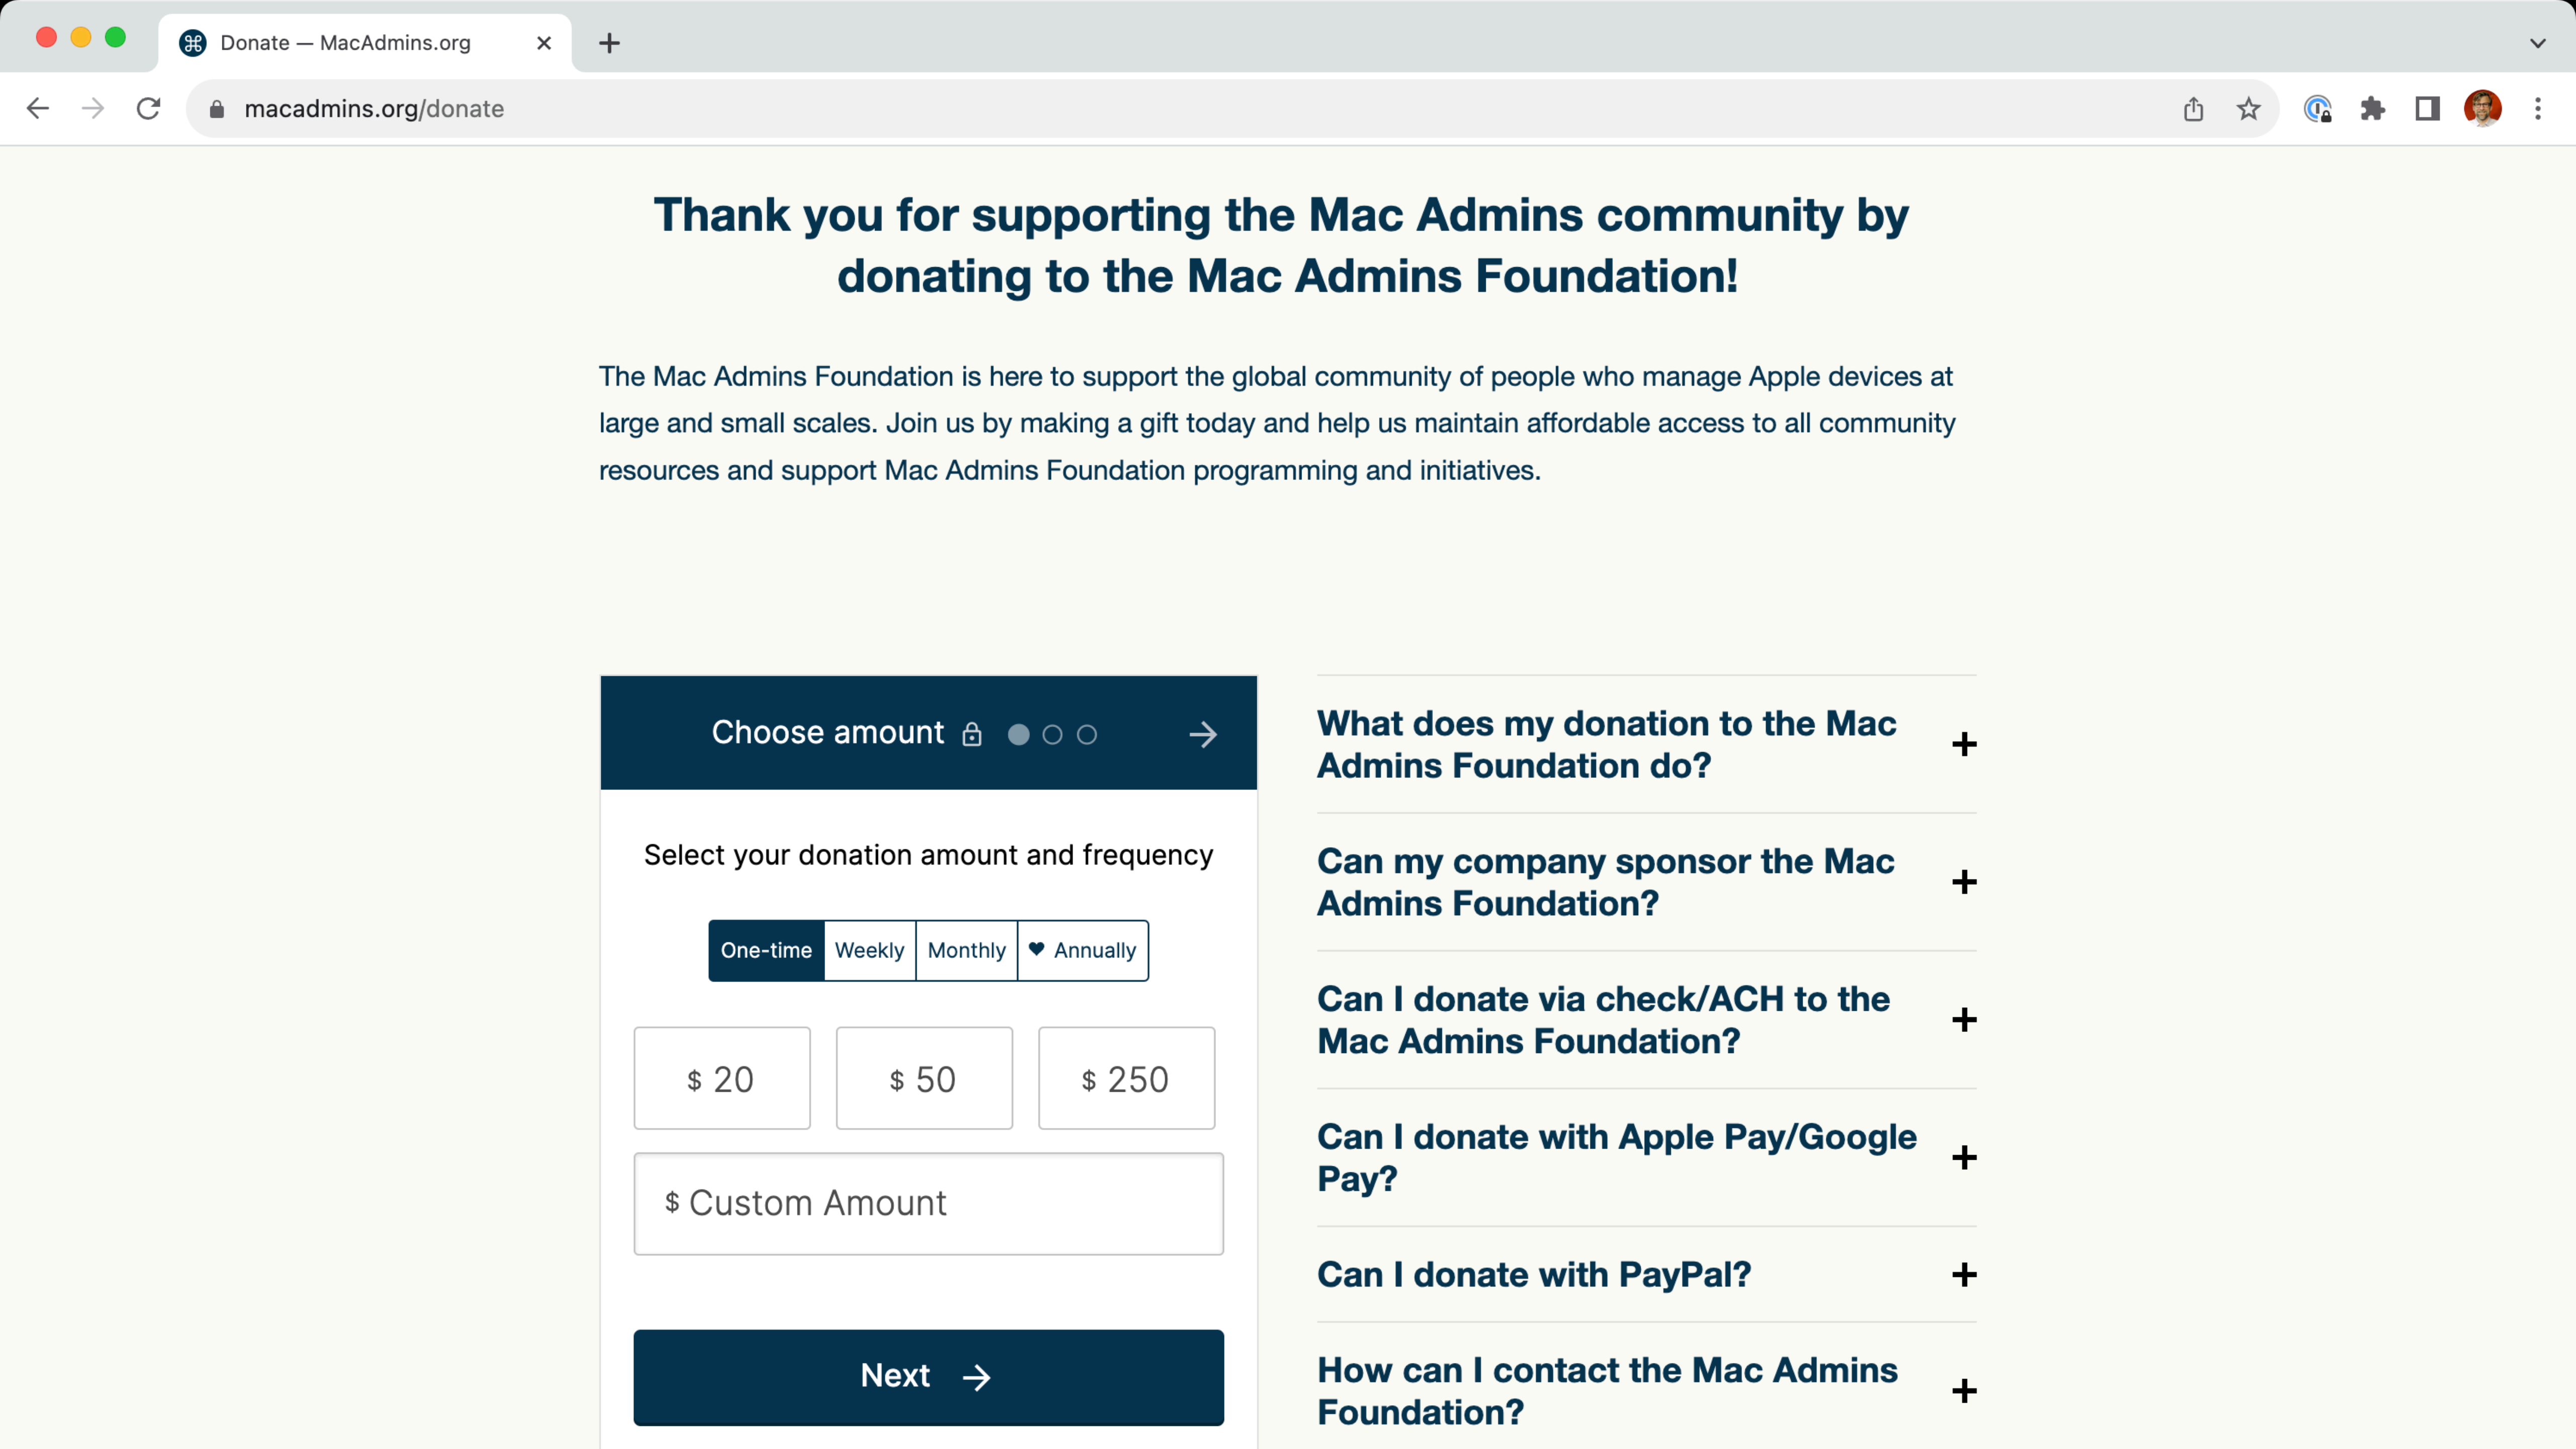 Donate — MacAdmins.org
macadmins.org/donate
Thank you for supporting the Mac Admins community by
donating to the Mac Admins Foundation!
The Mac Admins Foundation is here to support the global community of people who manage Apple devices at
large and small scales. Join us by making a gift today and help us maintain affordable access to all community
resources and support Mac Admins Foundation programming and initiatives.
Choose amount
Select your donation amount and frequency
One-time Weekly Monthly Annually
$ 20 $ 50 $ 250
$ Custom Amount
Next
What does my donation to the Mac
Admins Foundation do?
Can my company sponsor the Mac
Admins Foundation?
Can I donate via check/ACH to the
Mac Admins Foundation?
Can I donate with Apple Pay/Google
Pay?
Can I donate with PayPal?
How can I contact the Mac Admins
Foundation?